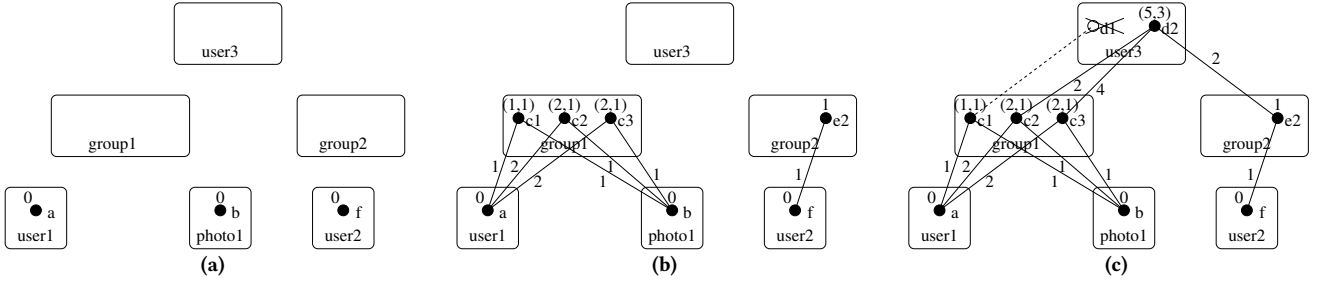 user3
group1
group2
0
a
user1
0
b
photo1
0
f
user2
(a)
user3
(1,1)
(2,1)
(2,1)
c1
c2
c3
group1
1
e2
group2
1
2
2
1
1
1
1
0
a
user1
0
b
photo1
0
f
user2
(b)
(5,3)
d1
d2
user3
2
4
2
(1,1)
(2,1)
(2,1)
c1
c2
c3
group1
1
e2
group2
1
2
2
1
1
1
1
0
a
user1
0
b
photo1
0
f
user2
(c)